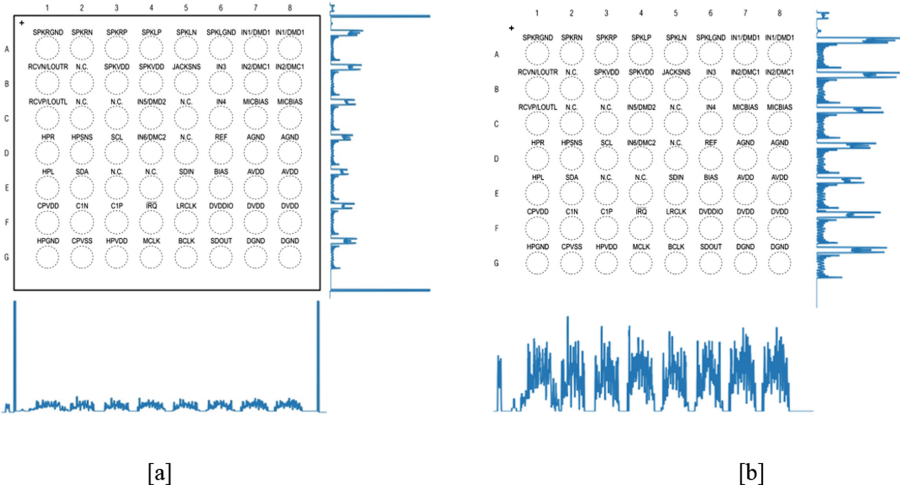 1 2 3 4 5 6 7 8
+
SPKRGND SPKRN SPKRP SPKLP SPKLN SPKLGND IN1/DMD1 IN1/DMD1
A
RCVN/LOUTR N.C. SPKVDD SPKVDD JACKSNS IN3 IN2/DMC1 IN2/DMC1
B
RCVP/LOUTL N.C. N.C. IN5/DMD2 N.C. IN4 MICBIAS MICBIAS
C
HPR HPSNS SCL IN6/DMC2 N.C. REF AGND AGND
D
HPL SDA N.C. N.C. SDIN BIAS AVDD AVDD
E
CPVDD C1N C1P IRQ LRCLK DVDDIO DVDD DVDD
F
HPGND CPVSS HPVDD MCLK BCLK SDOUT DGND DGND
G
[a]
1 2 3 4 5 6 7 8
+
SPKRGND SPKRN SPKRP SPKLP SPKLN SPKLGND IN1/DMD1 IN1/DMD1
A
RCVN/LOUTR N.C. SPKVDD SPKVDD JACKSNS IN3 IN2/DMC1 IN2/DMC1
B
RCVP/LOUTL N.C. N.C. IN5/DMD2 N.C. IN4 MICBIAS MICBIAS
C
HPR HPSNS SCL IN6/DMC2 N.C. REF AGND AGND
D
HPL SDA N.C. N.C. SDIN BIAS AVDD AVDD
E
CPVDD C1N C1P IRQ LRCLK DVDDIO DVDD DVDD
F
HPGND CPVSS HPVDD MCLK BCLK SDOUT DGND DGND
G
[b]